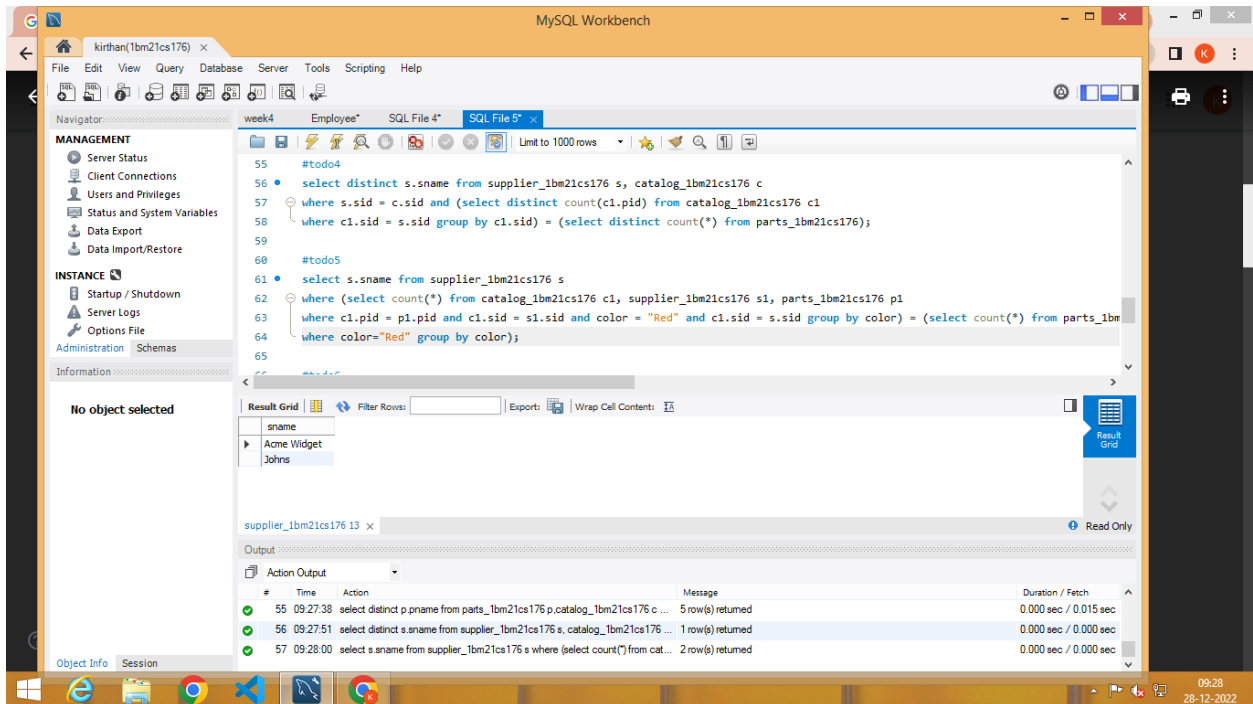 MySQL Workbench
kirthan(1bm21cs176)
File Edit View Query Database Server Tools Scripting Help
Navigator
MANAGEMENT
Server Status
Client Connections
Users and Privileges
Status and System Variables
Data Export
Data Import/Restore
INSTANCE
Startup / Shutdown
Server Logs
Options File
Administration Schemas
Information
No object selected
Object Info Session
week4 Employee* SQL File 4* SQL File 5*
Limit to 1000 rows
55 #todo4
56 select distinct s.sname from supplier_1bm21cs176 s, catalog_1bm21cs176 c
57 where s.sid = c.sid and (select distinct count(c1.pid) from catalog_1bm21cs176 c1
58 where c1.sid = s.sid group by c1.sid) = (select distinct count(*) from parts_1bm21cs176);
59
60 #todo5
61 select s.sname from supplier_1bm21cs176 s
62 where (select count(*) from catalog_1bm21cs176 c1, supplier_1bm21cs176 s1, parts_1bm21cs176 p1
63 where c1.pid = p1.pid and c1.sid = s1.sid and color = "Red" and c1.sid = s.sid group by color) = (select count(*) from parts_1bm
64 where color="Red" group by color);
65
Result Grid Filter Rows: Export: Wrap Cell Content:
sname
Acme Widget
Johns
Result Grid
supplier_1bm21cs176 13 Read Only
Output
Action Output
# Time Action Message Duration / Fetch
55 09:27:38 select distinct p.pname from parts_1bm21cs176 p,catalog_1bm21cs176 c ... 5 row(s) returned 0.000 sec / 0.015 sec
56 09:27:51 select distinct s.sname from supplier_1bm21cs176 s, catalog_1bm21cs176 ... 1 row(s) returned 0.000 sec / 0.000 sec
57 09:28:00 select s.sname from supplier_1bm21cs176 s where (select count(*) from cat... 2 row(s) returned 0.000 sec / 0.000 sec
K
09:28
28-12-2022